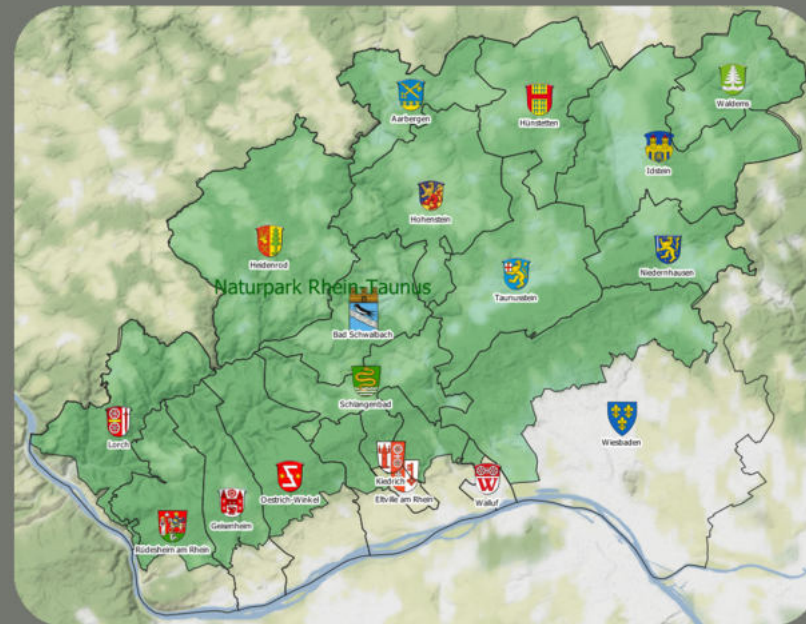 Waldems
Aarbergen
Hünstetten
Idstein
Hohenstein
Heidenrod
Niedernhausen
Naturpark Rhein-Taunus
Taunusstein
Bad Schwalbach
Schlangenbad
Wiesbaden
Lorch
Kiedrich
Oestrich-Winkel
Eltville am Rhein
Walluf
Geisenheim
Rüdesheim am Rhein